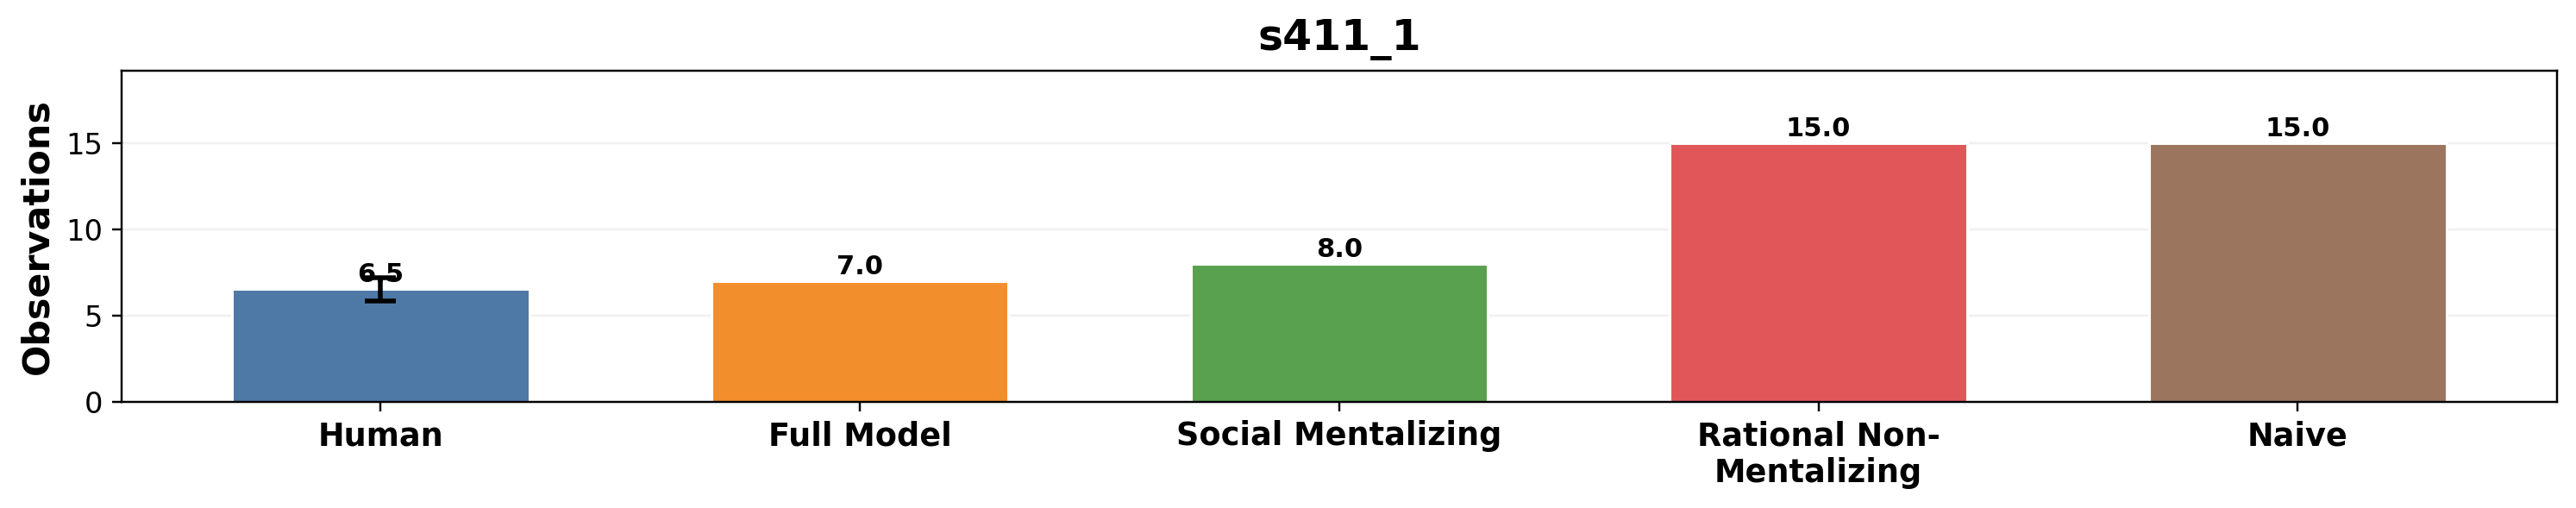 s411_1
Observations
15
10
5
0
6.5
7.0
8.0
15.0
15.0
Human
Full Model
Social Mentalizing
Rational Non-
Mentalizing
Naive